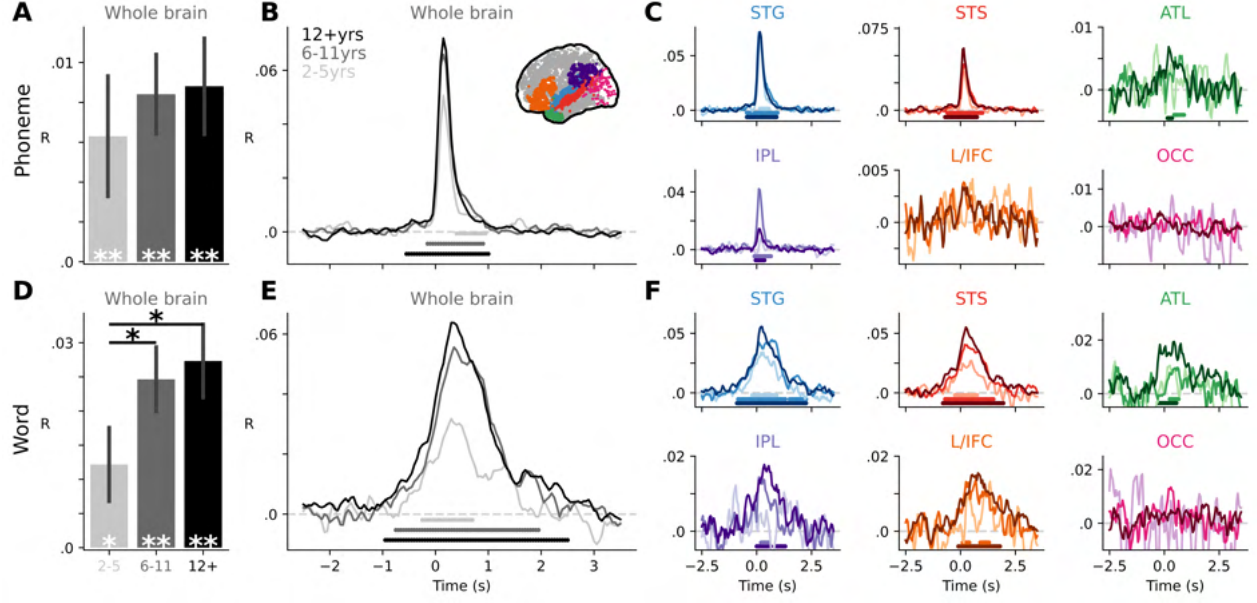 A
Whole brain
Phoneme
R
.01
.0
** ** **
B
Whole brain
12+yrs
6-11yrs
2-5yrs
R
.06
.0
C
STG
.05
.0
STS
.075
.0
ATL
.01
.0
IPL
.04
.0
L/IFC
.005
.0
OCC
.01
.0
D
Whole brain
Word
R
.03
.0
*
*
* ** **
2-5 6-11 12+
E
Whole brain
R
.06
.0
−2 −1 0 1 2 3
Time (s)
F
STG
.05
.0
STS
.05
.0
ATL
.02
.0
IPL
.02
.0
−2.5 0.0 2.5
Time (s)
L/IFC
.02
.0
−2.5 0.0 2.5
Time (s)
OCC
.02
.0
−2.5 0.0 2.5
Time (s)